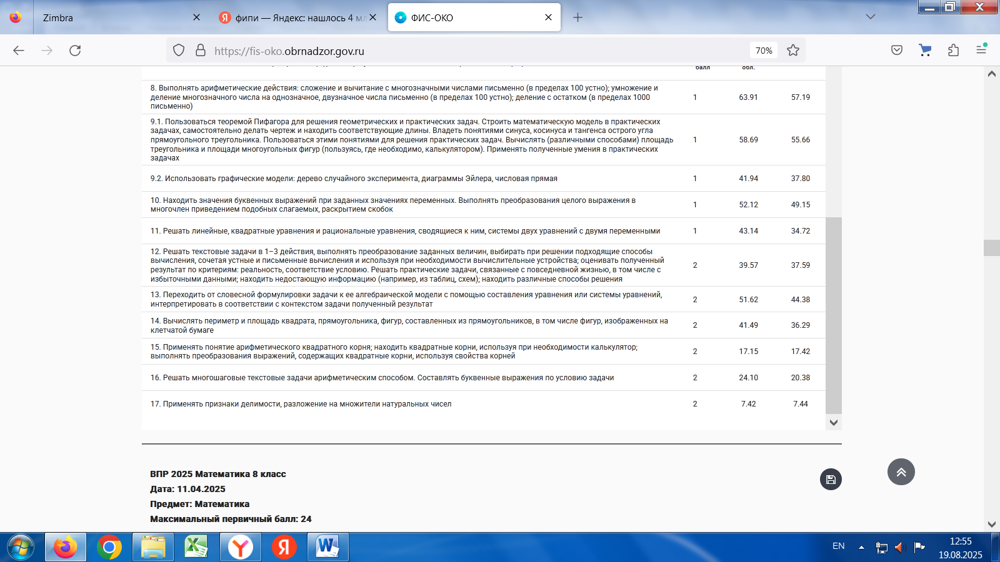 Zimbra
фипи — Яндекс: нашлось 4 мл
ФИС-ОКО
https://fis-oko.obrnadzor.gov.ru
70%
балл
обл.
8. Выполнять арифметические действия: сложение и вычитание с многозначными числами письменно (в пределах 100 устно); умножение и
деление многозначного числа на однозначное, двузначное числа письменно (в пределах 100 устно); деление с остатком (в пределах 1000
письменно)
1
63.91
57.19
9.1. Пользоваться теоремой Пифагора для решения геометрических и практических задач. Строить математическую модель в практических
задачах, самостоятельно делать чертеж и находить соответствующие длины. Владеть понятиями синуса, косинуса и тангенса острого угла
прямоугольного треугольника. Пользоваться этими понятиями для решения практических задач. Вычислять (различными способами) площадь
треугольника и площади многоугольных фигур (пользуясь, где необходимо, калькулятором). Применять полученные умения в практических
задачах
1
58.69
55.66
9.2. Использовать графические модели: дерево случайного эксперимента, диаграммы Эйлера, числовая прямая
1
41.94
37.80
10. Находить значения буквенных выражений при заданных значениях переменных. Выполнять преобразования целого выражения в
многочлен приведением подобных слагаемых, раскрытием скобок
1
52.12
49.15
11. Решать линейные, квадратные уравнения и рациональные уравнения, сводящиеся к ним, системы двух уравнений с двумя переменными
1
43.14
34.72
12. Решать текстовые задачи в 1–3 действия, выполнять преобразование заданных величин, выбирать при решении подходящие способы
вычисления, сочетая устные и письменные вычисления и используя при необходимости вычислительные устройства; оценивать полученный
результат по критериям: реальность, соответствие условию. Решать практические задачи, связанные с повседневной жизнью, в том числе с
избыточными данными; находить недостающую информацию (например, из таблиц, схем); находить различные способы решения
2
39.57
37.59
13. Переходить от словесной формулировки задачи к ее алгебраической модели с помощью составления уравнения или системы уравнений,
интерпретировать в соответствии с контекстом задачи полученный результат
2
51.62
44.38
14. Вычислять периметр и площадь квадрата, прямоугольника, фигур, составленных из прямоугольников, в том числе фигур, изображенных на
клетчатой бумаге
2
41.49
36.29
15. Применять понятие арифметического квадратного корня; находить квадратные корни, используя при необходимости калькулятор;
выполнять преобразования выражений, содержащих квадратные корни, используя свойства корней
2
17.15
17.42
16. Решать многошаговые текстовые задачи арифметическим способом. Составлять буквенные выражения по условию задачи
2
24.10
20.38
17. Применять признаки делимости, разложение на множители натуральных чисел
2
7.42
7.44
ВПР 2025 Математика 8 класс
Дата: 11.04.2025
Предмет: Математика
Максимальный первичный балл: 24
EN
12:55
19.08.2025